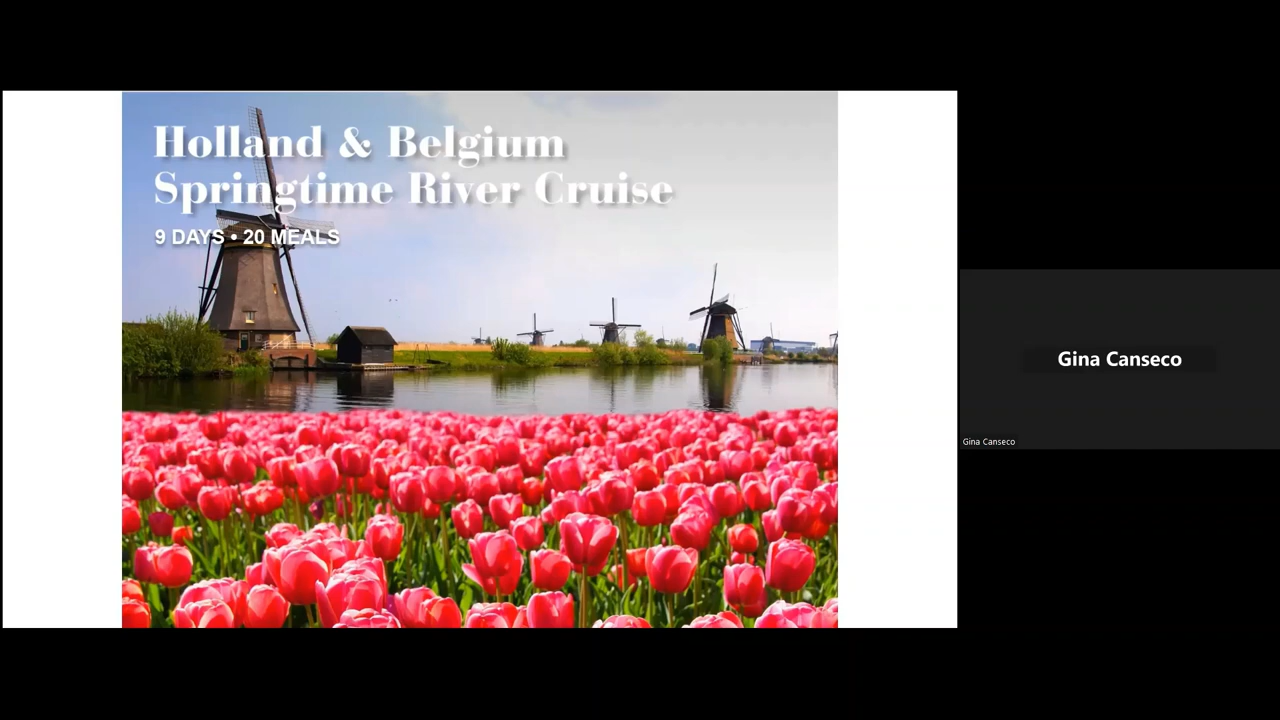 Holland & Belgium
Springtime River Cruise
9 DAYS • 20 MEALS
Gina Canseco
Gina Canseco